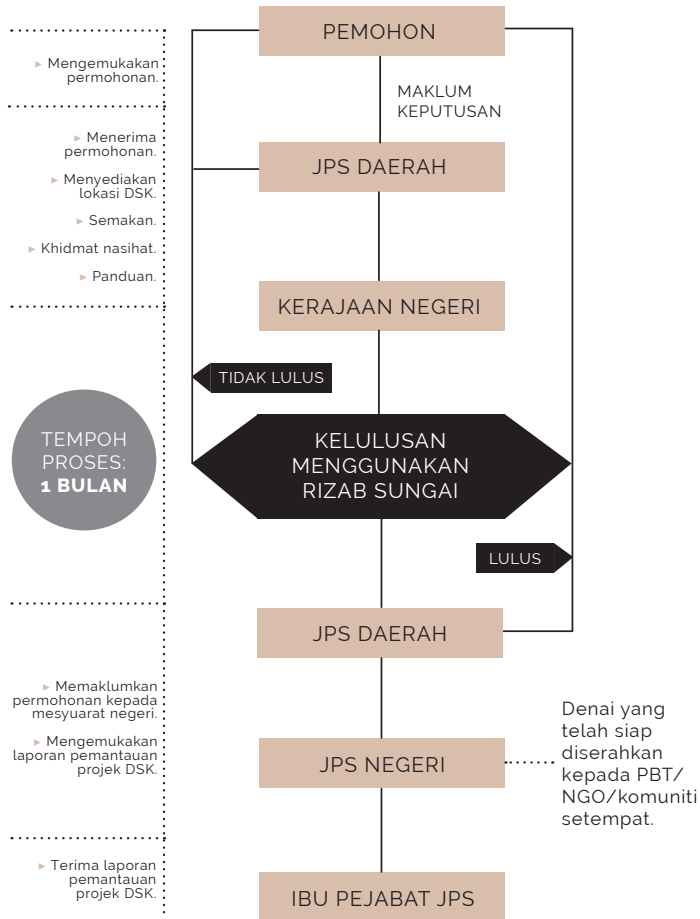 PEMOHON
▸ Mengemukakan
permohonan.
MAKLUM
KEPUTUSAN
▸ Menerima
permohonan.
▸ Menyediakan
lokasi DSK.
▸ Semakan.
▸ Khidmat nasihat.
▸ Panduan.
JPS DAERAH
KERAJAAN NEGERI
TIDAK LULUS
TEMPOH
PROSES:
1 BULAN
KELULUSAN
MENGGUNAKAN
RIZAB SUNGAI
LULUS
JPS DAERAH
▸ Memaklumkan
permohonan kepada
mesyuarat negeri.
▸ Mengemukakan
laporan pemantauan
projek DSK.
JPS NEGERI
Denai yang
telah siap
diserahkan
kepada PBT/
NGO/komuniti
setempat.
▸ Terima laporan
pemantauan
projek DSK.
IBU PEJABAT JPS